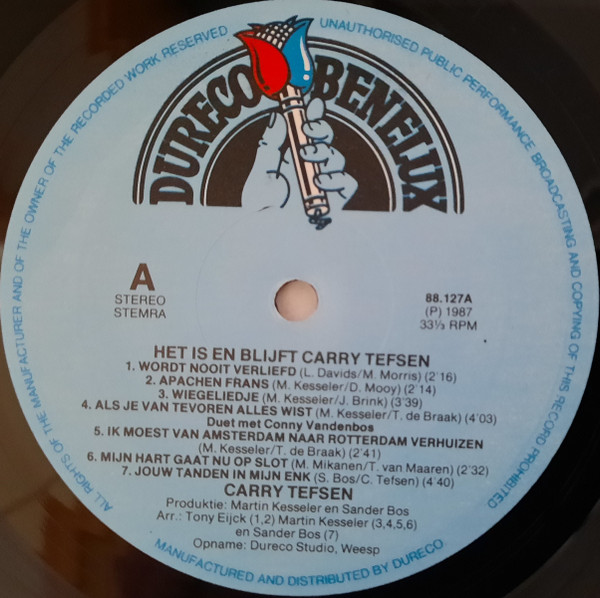 ALL RIGHTS OF THE MANUFACTURER AND OF THE OWNER OF THE RECORDED WORK RESERVED
UNAUTHORISED PUBLIC PERFORMANCE BROADCASTING AND COPYING OF THIS RECORD PROHIBITED
DURECO BENELUX
A
STEREO
STEMRA
88.127A
(P) 1987
33⅓ RPM
HET IS EN BLIJFT CARRY TEFSEN
1. WORDT NOOIT VERLIEFD (L. Davids/M. Morris) (2'16)
2. APACHEN FRANS (M. Kesseler/D. Mooy) (2'14)
3. WIEGELIEDJE (M. Kesseler/J. Brink) (3'39)
4. ALS JE VAN TEVOREN ALLES WIST (M. Kesseler/T. de Braak) (4'03)
Duet met Conny Vandenbos
5. IK MOEST VAN AMSTERDAM NAAR ROTTERDAM VERHUIZEN
(M. Kesseler/T. de Braak) (2'41)
6. MIJN HART GAAT NU OP SLOT (M. Mikanen/T. van Maaren) (2'32)
7. JOUW TANDEN IN MIJN ENK (S. Bos/C. Tefsen) (4'40)
CARRY TEFSEN
Produktie: Martin Kesseler en Sander Bos
Arr.: Tony Eijck (1,2) Martin Kesseler (3,4,5,6)
en Sander Bos (7)
Opname: Dureco Studio, Weesp
MANUFACTURED AND DISTRIBUTED BY DURECO